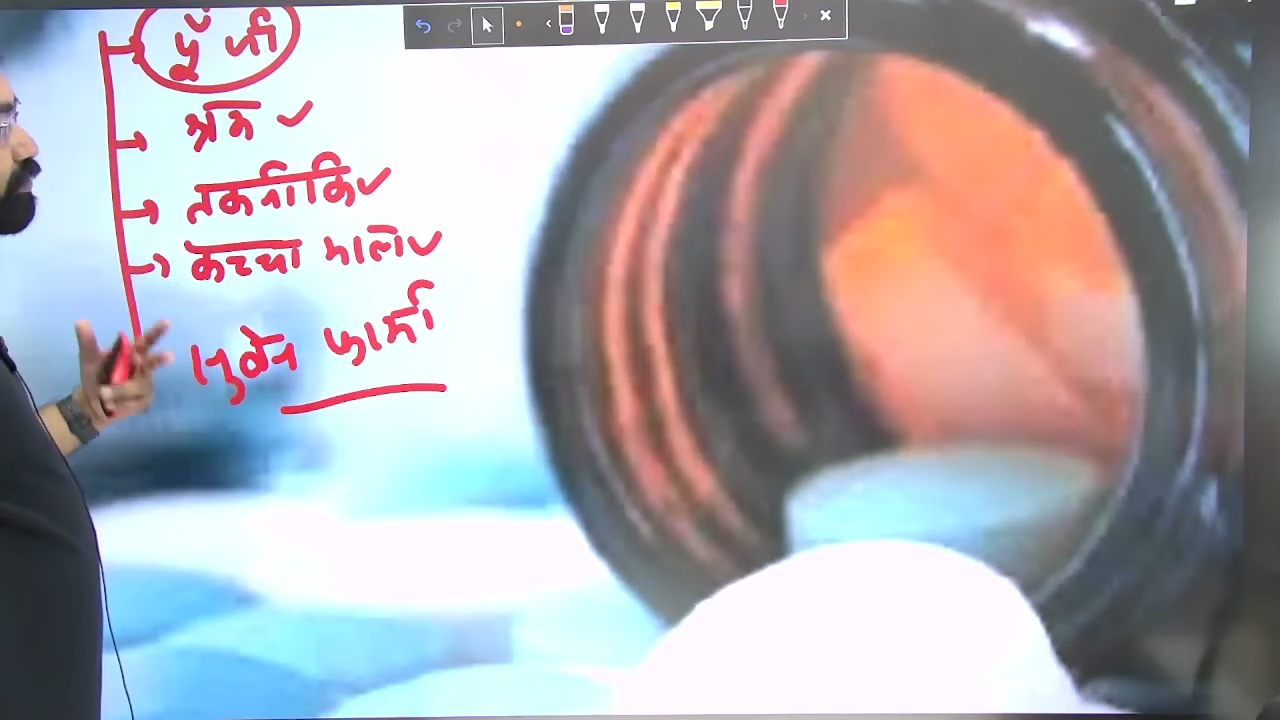 पूँजी
श्रम ✓
तकनीकि ✓
कच्चा माल ✓
फार्मा